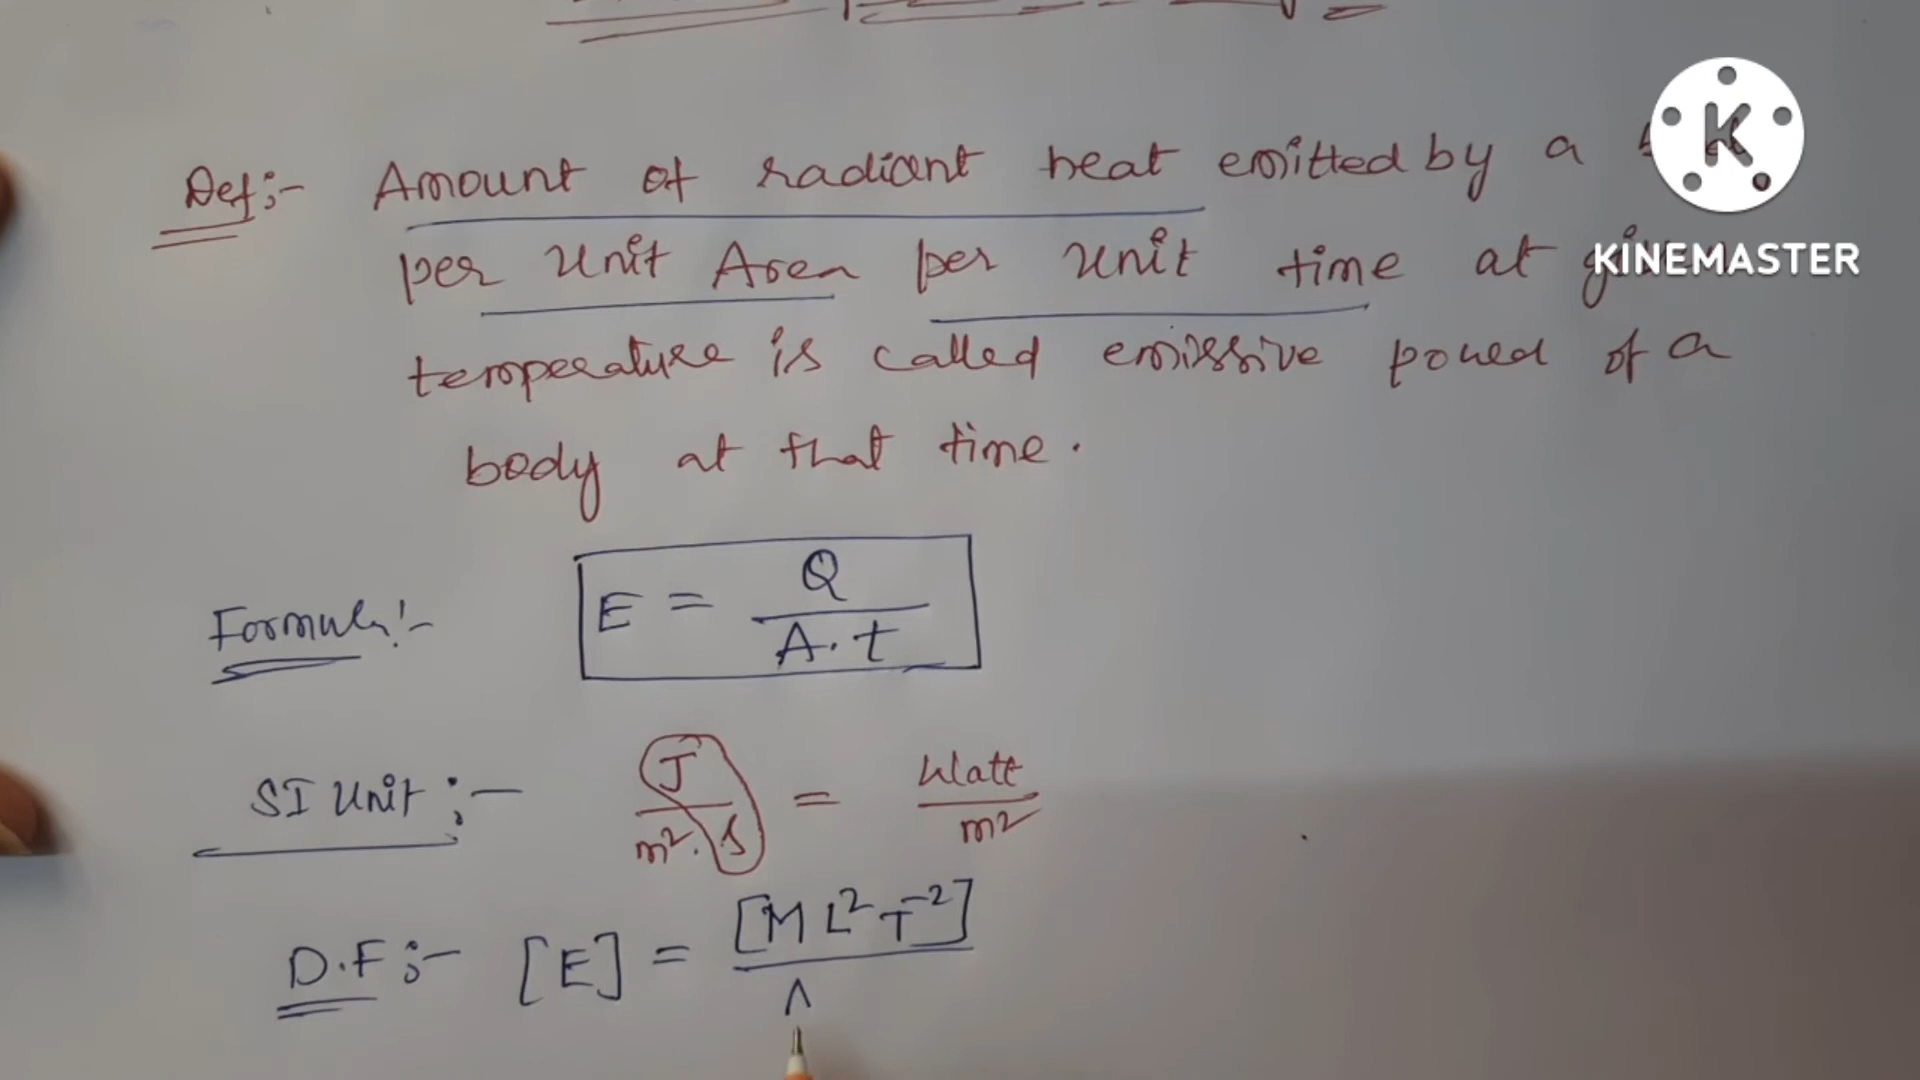 Def:- Amount of radiant heat emitted by a
KINEMASTER
per unit Area per unit time at given
temperature is called emissive power of a
body at that time.
Formula:- E = Q / A.t
SI Unit:- J / m².s = Watt / m²
D.F:- [E] = [M L² T⁻²]